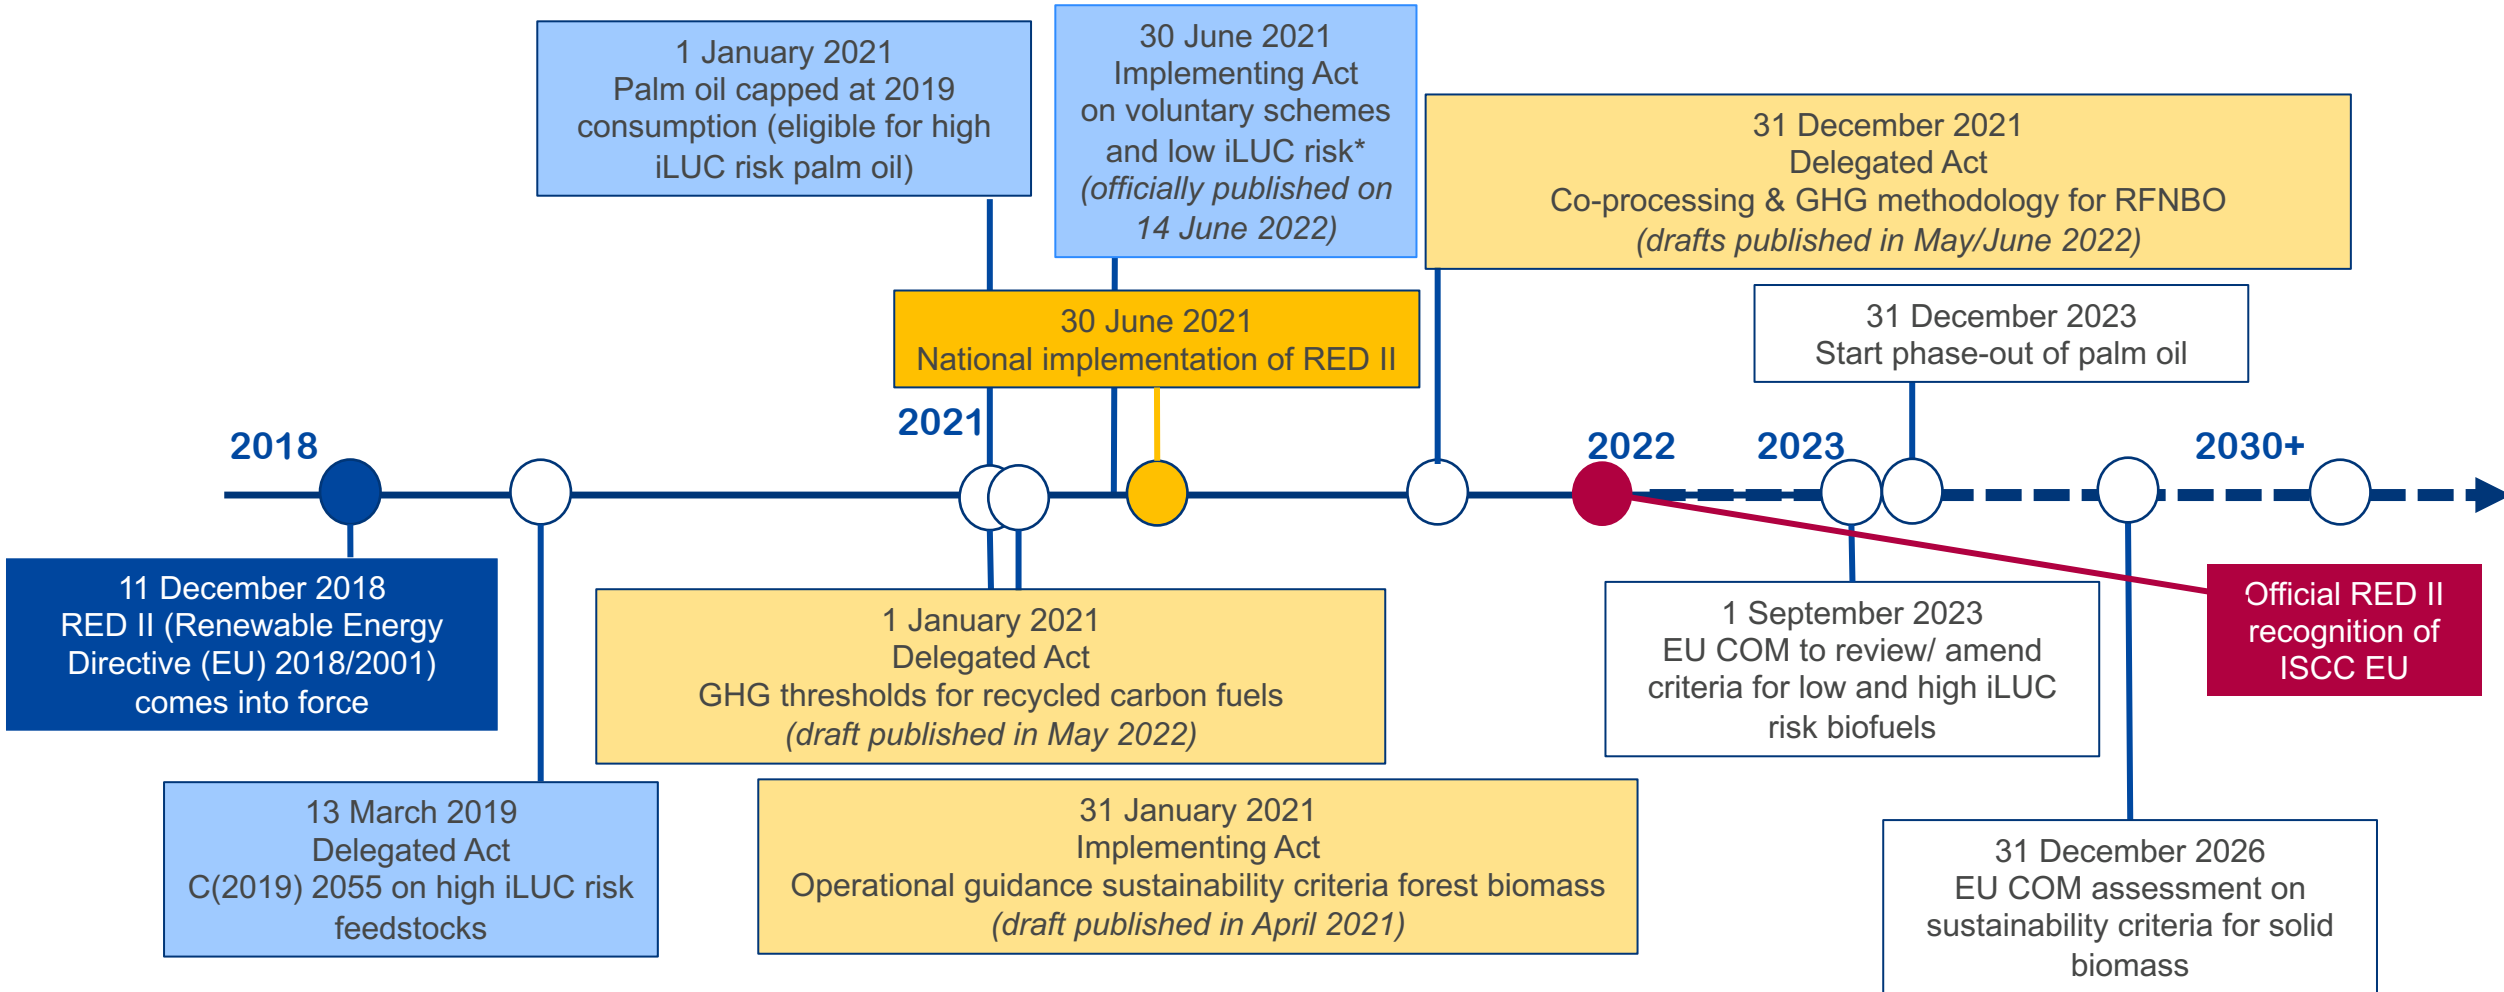 1 January 2021
Palm oil capped at 2019
consumption (eligible for high
iLUC risk palm oil)
30 June 2021
Implementing Act
on voluntary schemes
and low iLUC risk*
(officially published on
14 June 2022)
31 December 2021
Delegated Act
Co-processing & GHG methodology for RFNBO
(drafts published in May/June 2022)
30 June 2021
National implementation of RED II
31 December 2023
Start phase-out of palm oil
2018
2021
2022
2023
2030+
11 December 2018
RED II (Renewable Energy
Directive (EU) 2018/2001)
comes into force
1 January 2021
Delegated Act
GHG thresholds for recycled carbon fuels
(draft published in May 2022)
1 September 2023
EU COM to review/ amend
criteria for low and high iLUC
risk biofuels
Official RED II
recognition of
ISCC EU
13 March 2019
Delegated Act
C(2019) 2055 on high iLUC risk
feedstocks
31 January 2021
Implementing Act
Operational guidance sustainability criteria forest biomass
(draft published in April 2021)
31 December 2026
EU COM assessment on
sustainability criteria for solid
biomass